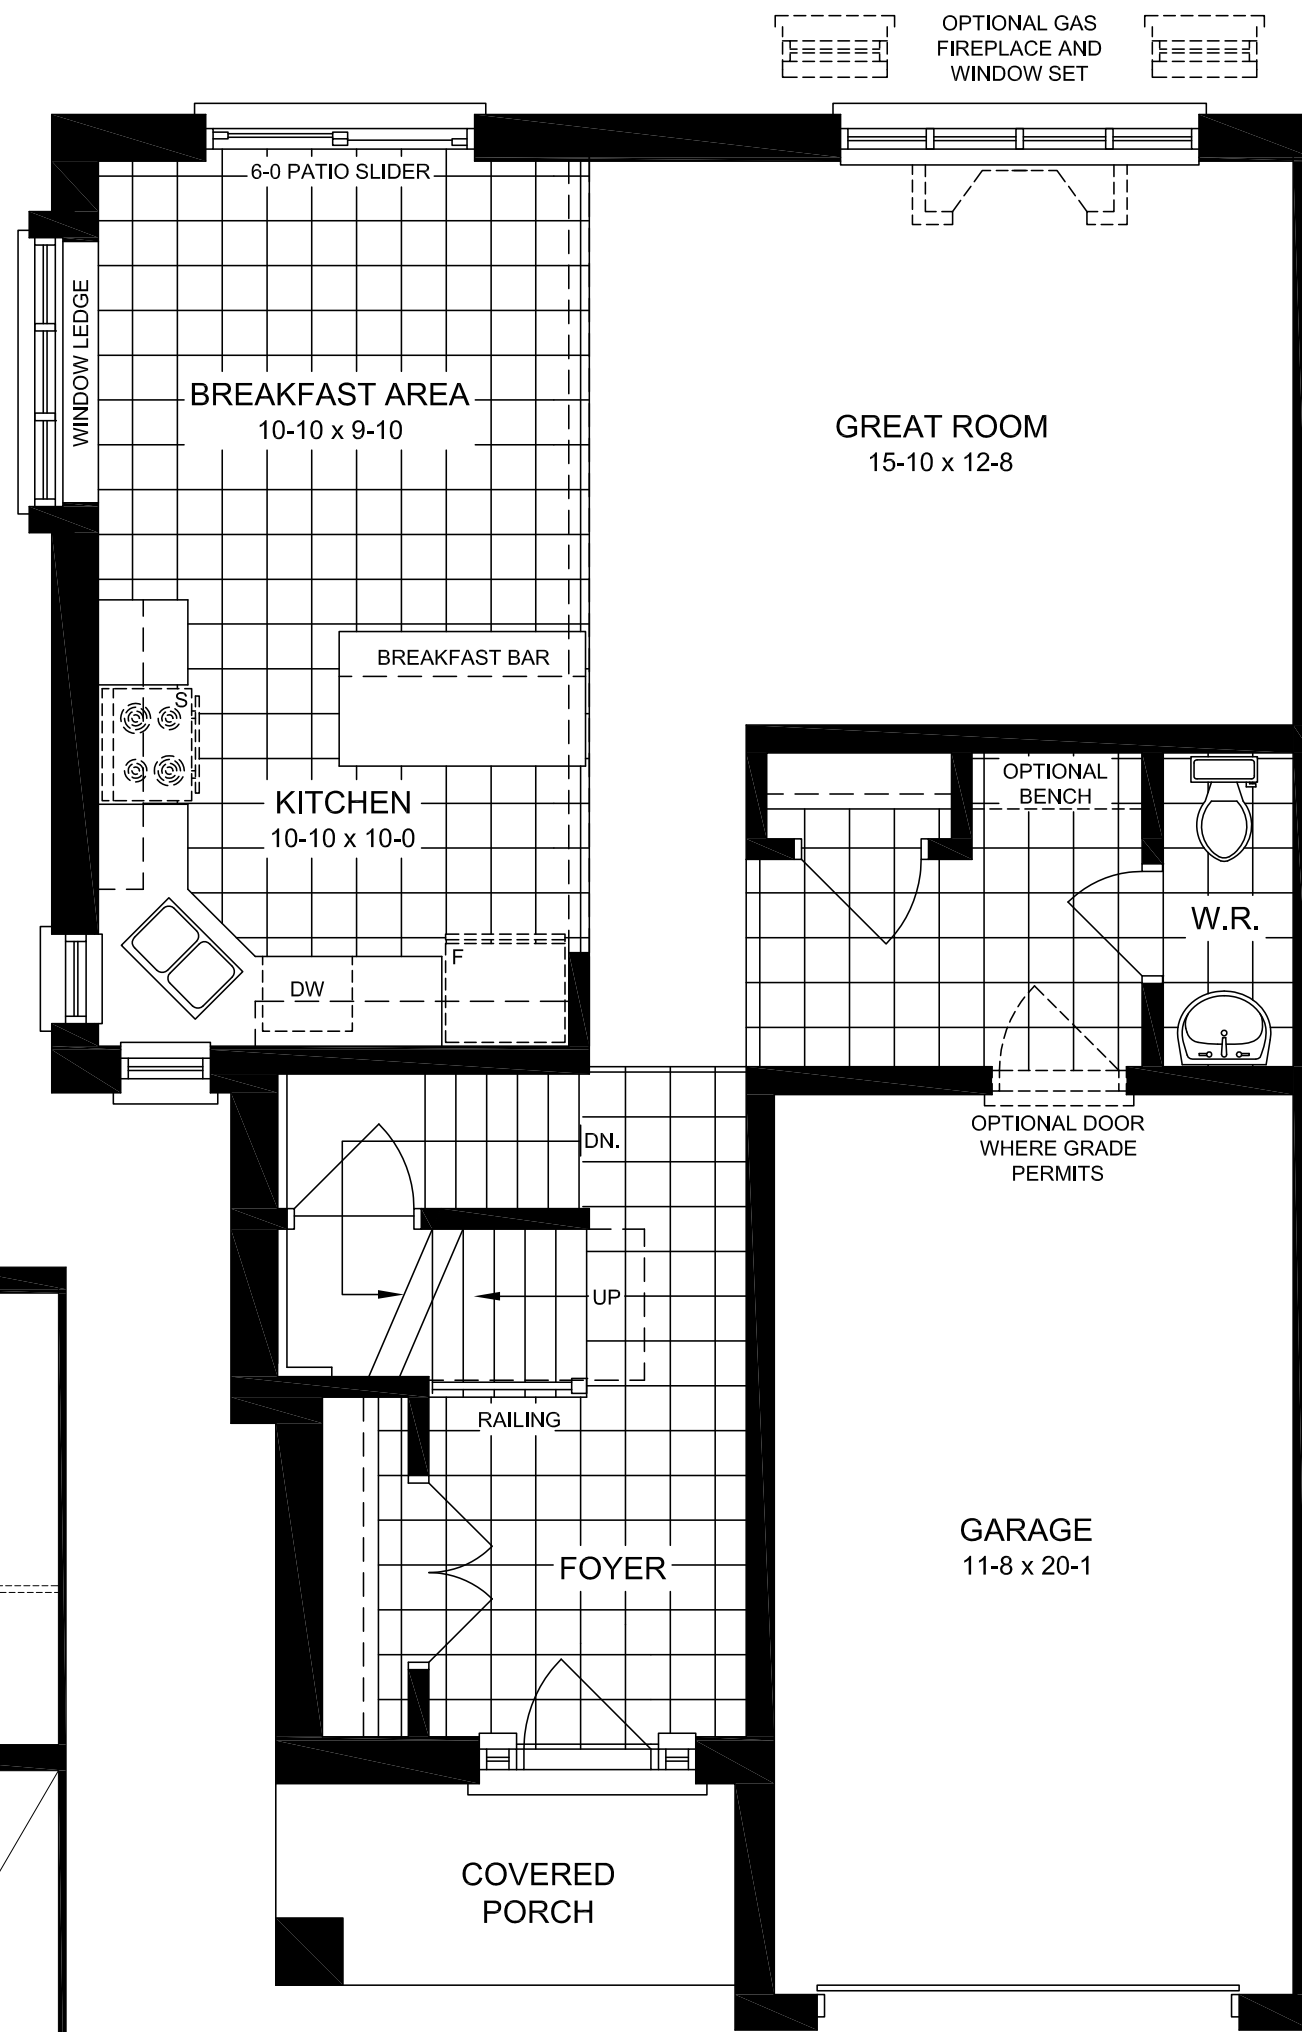 OPTIONAL GAS
FIREPLACE AND
WINDOW SET
6-0 PATIO SLIDER
WINDOW LEDGE
BREAKFAST AREA
10-10 x 9-10
GREAT ROOM
15-10 x 12-8
BREAKFAST BAR
S
KITCHEN
10-10 x 10-0
OPTIONAL
BENCH
W.R.
F
DW
OPTIONAL DOOR
WHERE GRADE
PERMITS
DN.
UP
RAILING
FOYER
GARAGE
11-8 x 20-1
COVERED
PORCH